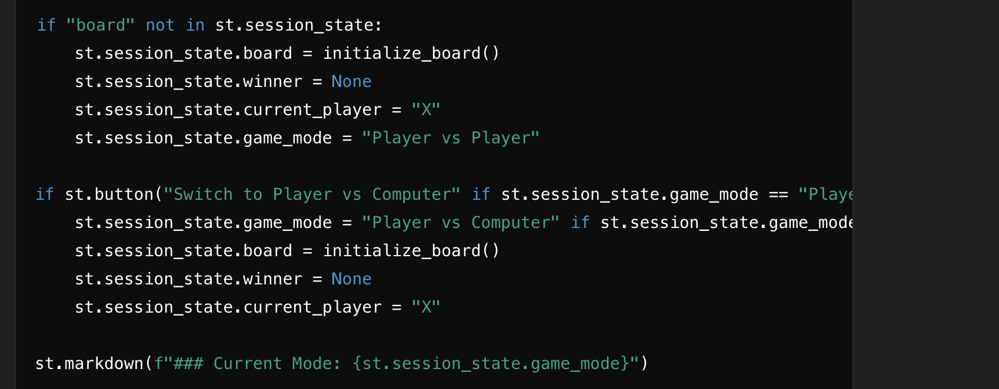 if "board" not in st.session_state:
    st.session_state.board = initialize_board()
    st.session_state.winner = None
    st.session_state.current_player = "X"
    st.session_state.game_mode = "Player vs Player"
if st.button("Switch to Player vs Computer" if st.session_state.game_mode == "Playe
    st.session_state.game_mode = "Player vs Computer" if st.session_state.game_mode
    st.session_state.board = initialize_board()
    st.session_state.winner = None
    st.session_state.current_player = "X"
st.markdown(f"### Current Mode: {st.session_state.game_mode}")